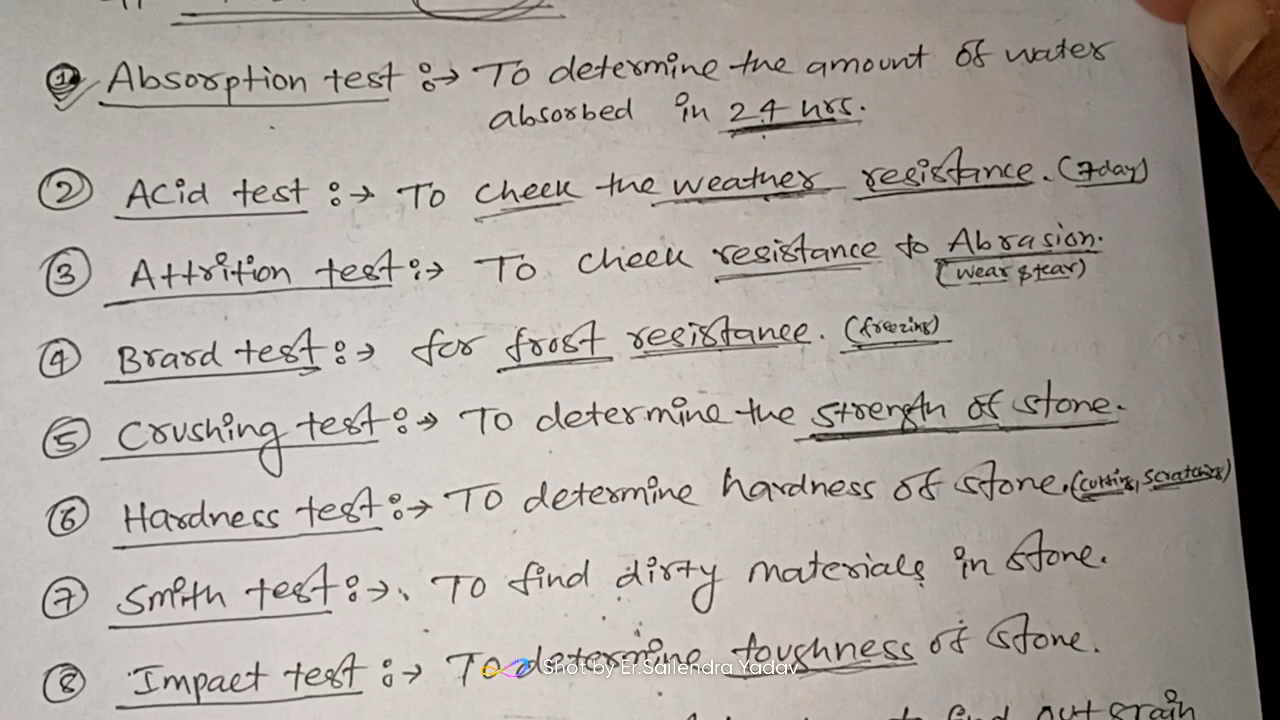 ① Absorption test :→ To determine the amount of water
absorbed in 24 hrs.
② Acid test :→ To check the weather resistance. (7day)
③ Attrition test :→ To check resistance to Abrasion.
(wear & tear)
④ Brard test :→ for frost resistance. (freezing)
⑤ Crushing test :→ To determine the strength of stone.
⑥ Hardness test :→ To determine hardness of stone. (cutting, scratching)
⑦ Smith test :→ To find dirty materials in stone.
⑧ Impact test :→ To determine toughness of stone.
Shot by Er.Sailendra Yadav
to find out grain